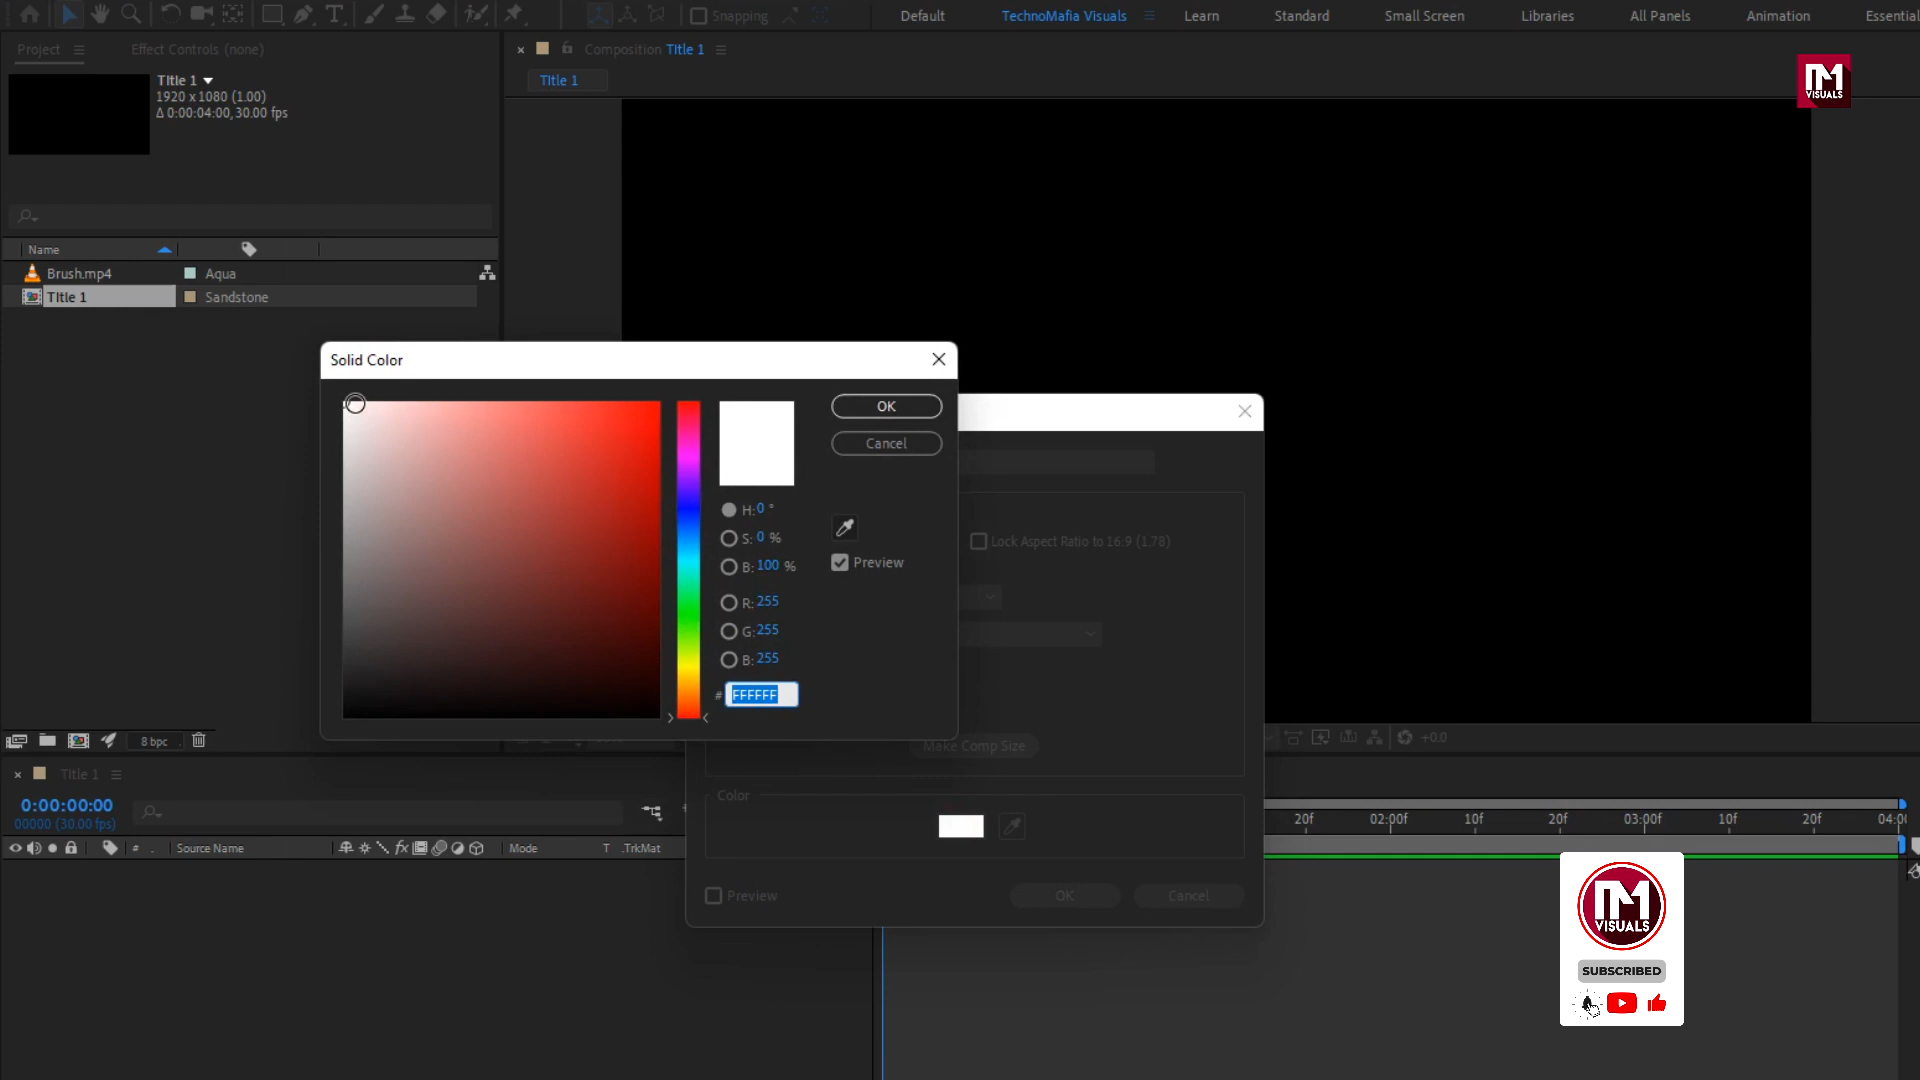 Snapping
Default
TechnoMafia Visuals
Learn
Standard
Small Screen
Libraries
All Panels
Animation
Essential
Project
Effect Controls (none)
Composition TItle 1
TItle 1
TItle 1
1920 x 1080 (1.00)
Δ 0:00:04:00, 30.00 fps
VISUALS
Name
Brush.mp4
Aqua
TItle 1
Sandstone
Solid Color
OK
Cancel
H: 0 °
S: 0 %
B: 100 %
Preview
R: 255
G: 255
B: 255
# FFFFFF
Lock Aspect Ratio to 16:9 (1.78)
Make Comp Size
Color
Preview
OK
Cancel
8 bpc
+0.0
TItle 1
0:00:00:00
00000 (30.00 fps)
# .
Source Name
Mode
T .TrkMat
20f
02:00f
10f
20f
03:00f
10f
20f
04:00
VISUALS
SUBSCRIBED